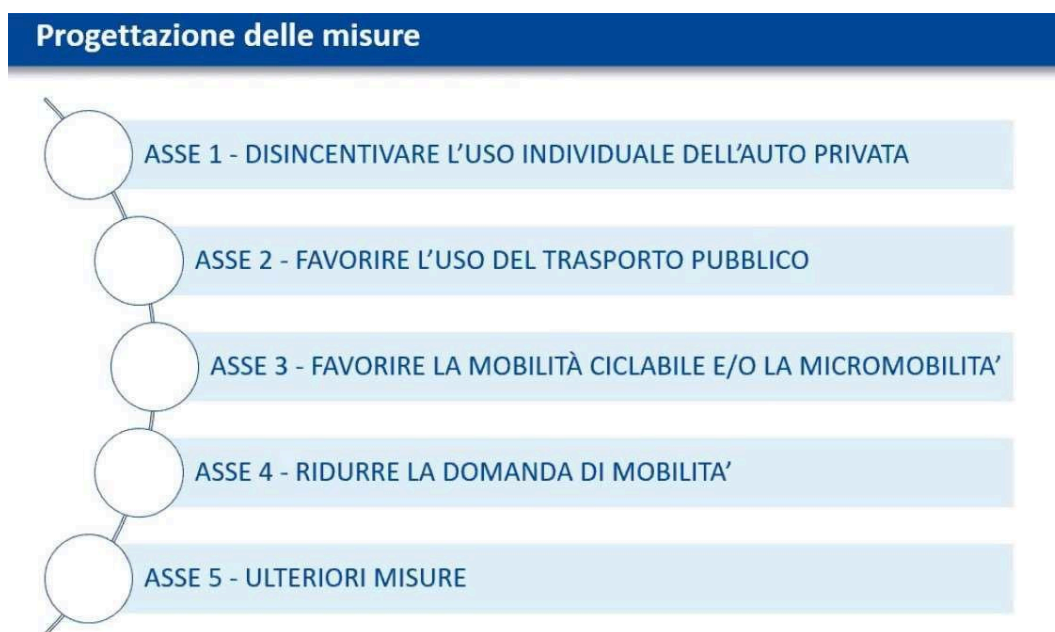 Progettazione delle misure
ASSE 1 - DISINCENTIVARE L’USO INDIVIDUALE DELL’AUTO PRIVATA
ASSE 2 - FAVORIRE L’USO DEL TRASPORTO PUBBLICO
ASSE 3 - FAVORIRE LA MOBILITÀ CICLABILE E/O LA MICROMOBILITA’
ASSE 4 - RIDURRE LA DOMANDA DI MOBILITA’
ASSE 5 - ULTERIORI MISURE